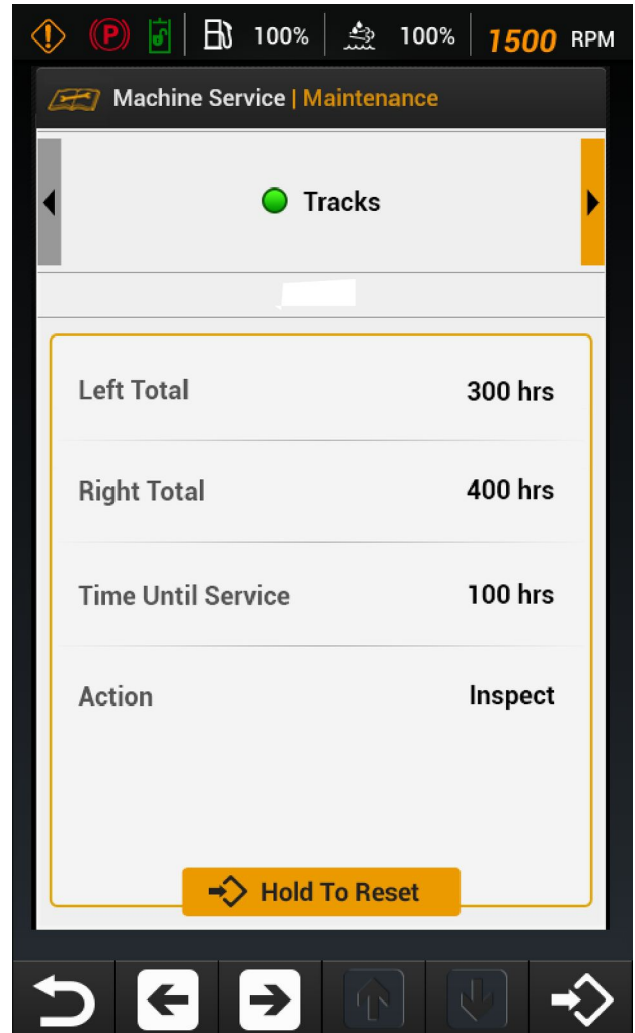 P 100% 100% 1500 RPM
Machine Service | Maintenance
Tracks
Left Total 300 hrs
Right Total 400 hrs
Time Until Service 100 hrs
Action Inspect
Hold To Reset